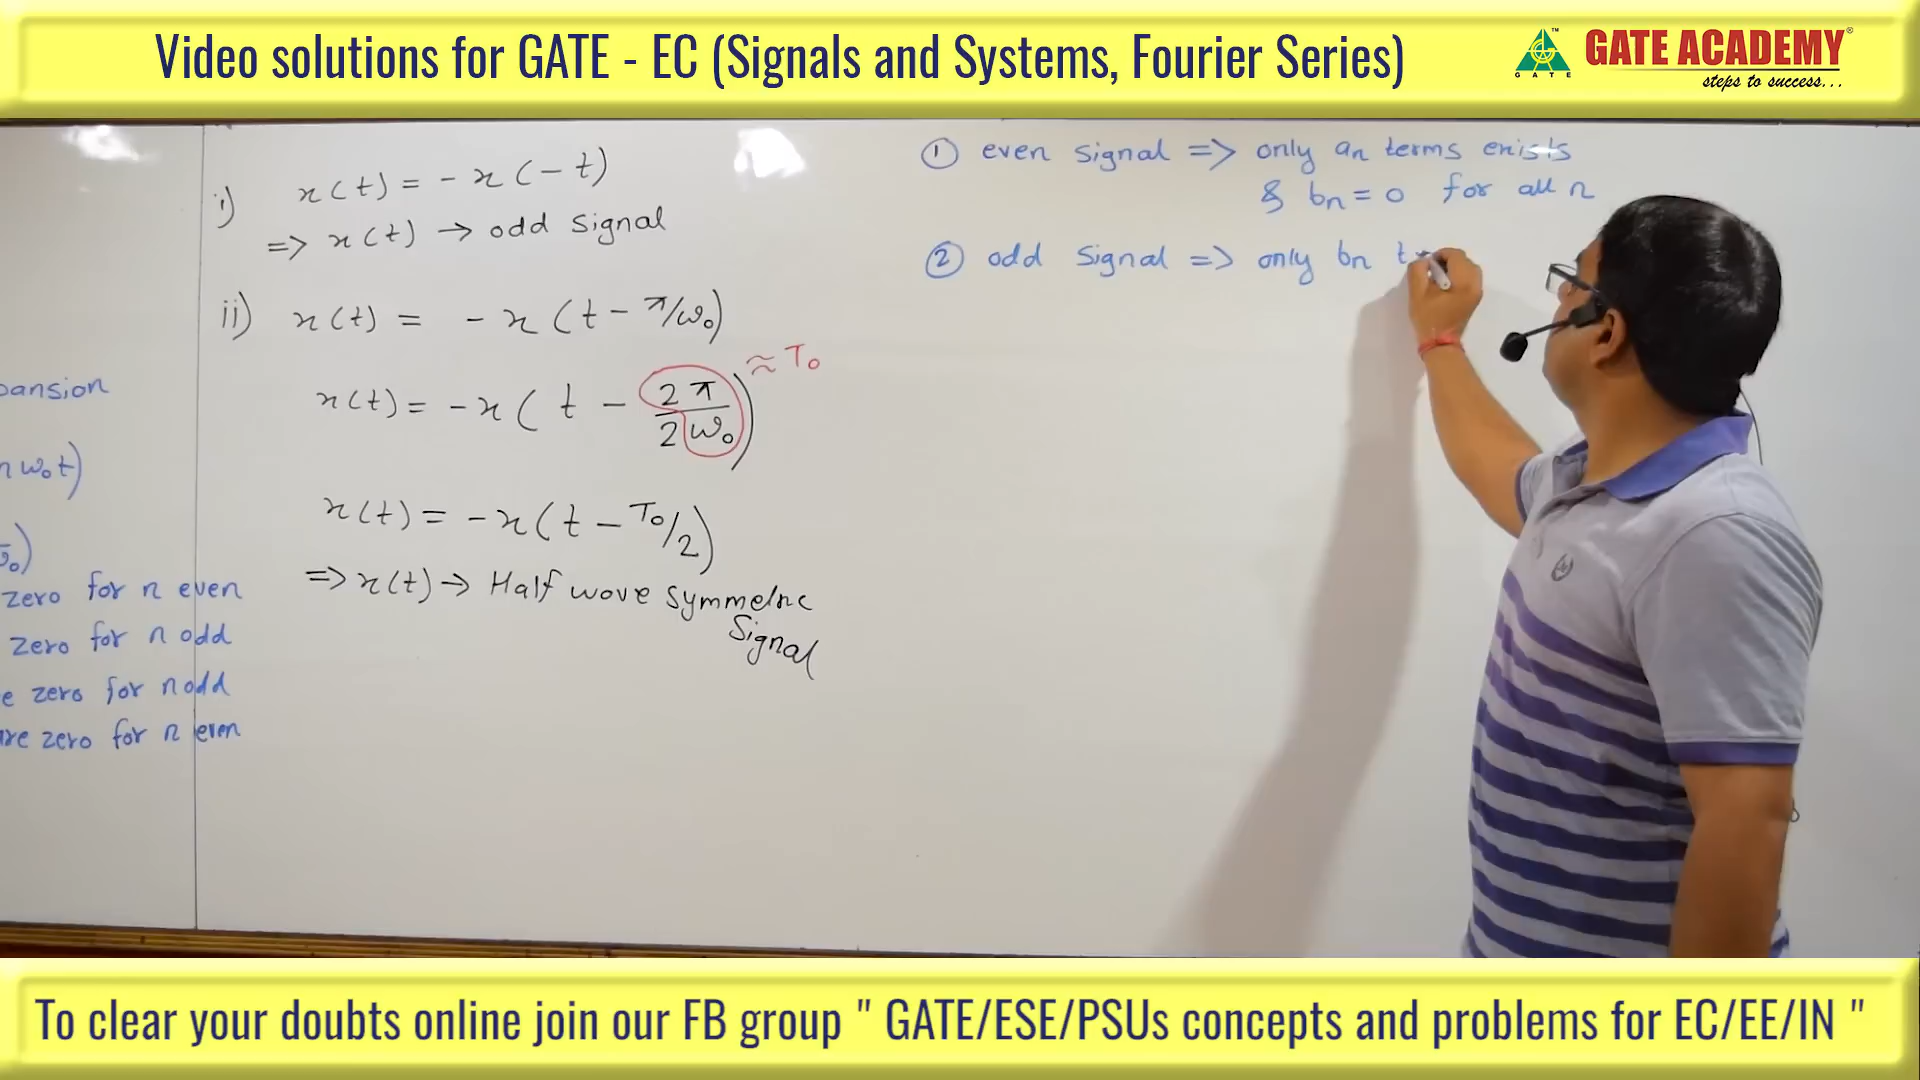 Video solutions for GATE - EC (Signals and Systems, Fourier Series)
GATE
GATE ACADEMY
steps to success...
i) x(t) = - x(-t)
=> x(t) → odd signal
ii) x(t) = - x(t - π/ω₀)
x(t) = - x(t - 2π/2ω₀) ≈ T₀
x(t) = - x(t - T₀/2)
=> x(t) → Half wave symmetric
Signal
pansion
n ω₀t)
zero for n even
zero for n odd
e zero for n odd
are zero for n even
① even signal => only an terms exists
& bn = 0 for all n
② odd signal => only bn t
To clear your doubts online join our FB group " GATE/ESE/PSUs concepts and problems for EC/EE/IN "